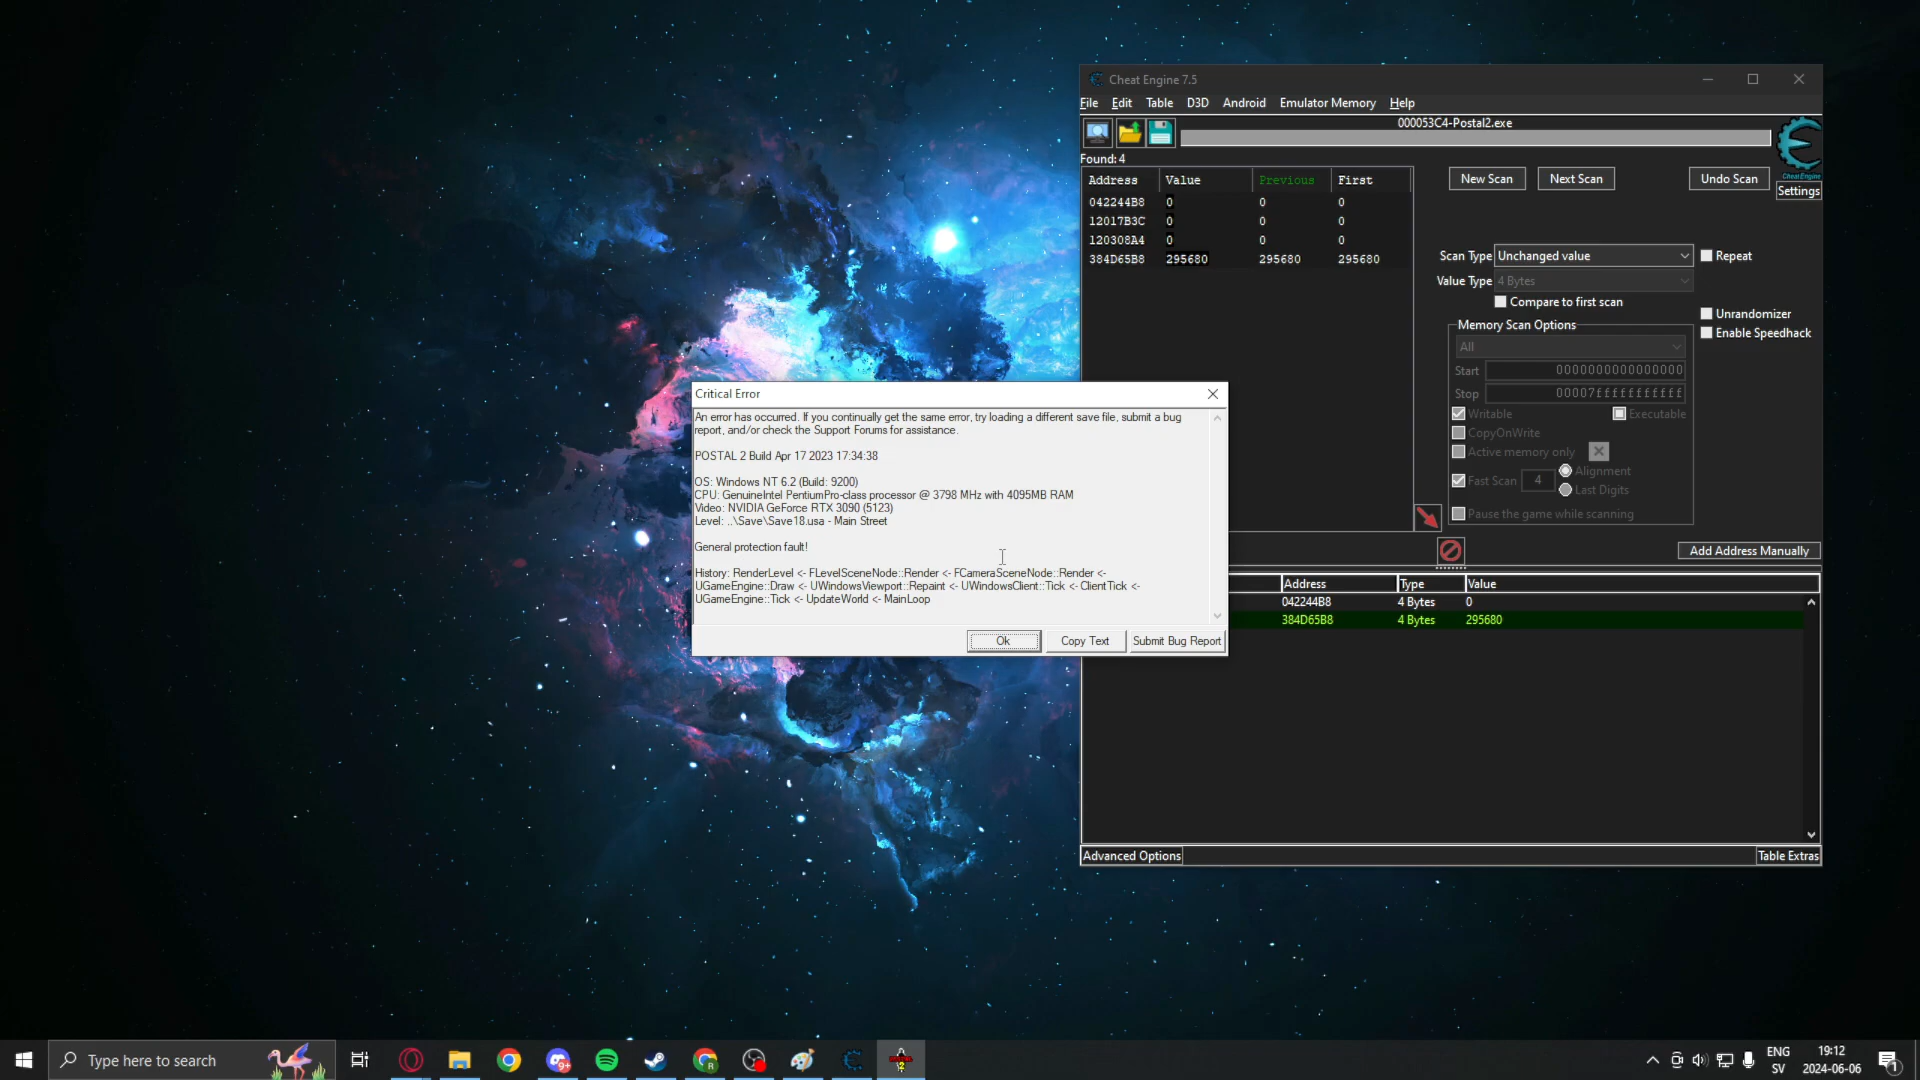 Cheat Engine 7.5
File Edit Table D3D Android Emulator Memory Help
000053C4-Postal2.exe
Found: 4
Cheat Engine
Settings
Address Value Previous First
042244B8 0 0 0
12017B3C 0 0 0
120308A4 0 0 0
384D65B8 295680 295680 295680
New Scan Next Scan Undo Scan
Scan Type Unchanged value Repeat
Value Type 4 Bytes
Compare to first scan
Unrandomizer
Enable Speedhack
Memory Scan Options
All
Start 0000000000000000
Stop 00007fffffffffff
Writable Executable
CopyOnWrite
Active memory only
Fast Scan 4 Alignment
Last Digits
Pause the game while scanning
Add Address Manually
Address Type Value
042244B8 4 Bytes 0
384D65B8 4 Bytes 295680
Advanced Options Table Extras
Critical Error
An error has occurred. If you continually get the same error, try loading a different save file, submit a bug
report, and/or check the Support Forums for assistance.
POSTAL 2 Build Apr 17 2023 17:34:38
OS: Windows NT 6.2 (Build: 9200)
CPU: GenuineIntel PentiumPro-class processor @ 3798 MHz with 4095MB RAM
Video: NVIDIA GeForce RTX 3090 (5123)
Level: ..\Save\Save18.usa - Main Street
General protection fault!
History: RenderLevel <- FLevelSceneNode::Render <- FCameraSceneNode::Render <-
UGameEngine::Draw <- UWindowsViewport::Repaint <- UWindowsClient::Tick <- ClientTick <-
UGameEngine::Tick <- UpdateWorld <- MainLoop
Ok Copy Text Submit Bug Report
Type here to search
9+
R
2
ENG
SV
19:12
2024-06-06
1